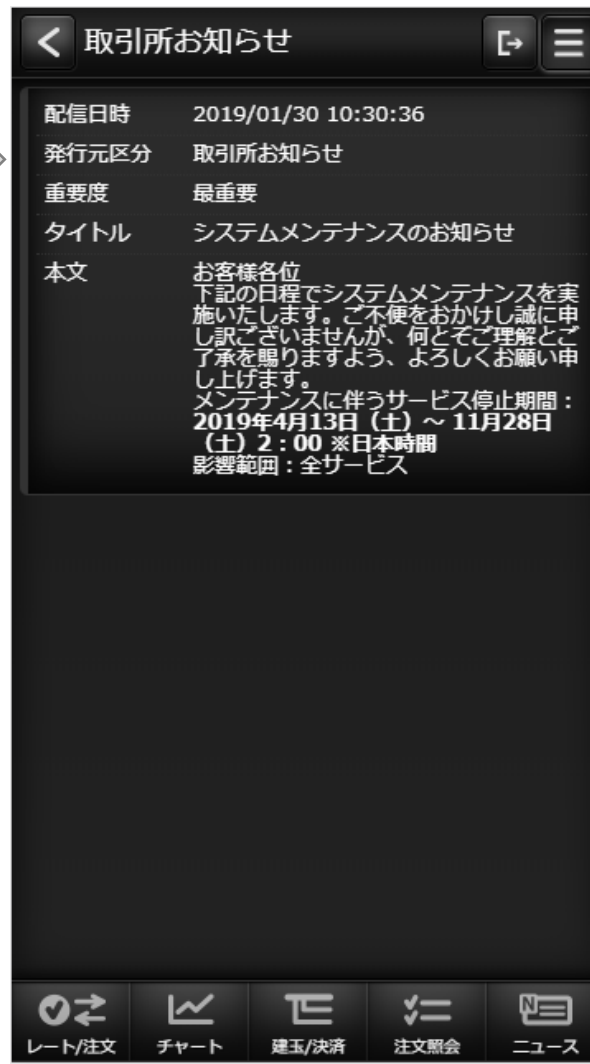 取引所お知らせ
配信日時 2019/01/30 10:30:36
発行元区分 取引所お知らせ
重要度 最重要
タイトル システムメンテナンスのお知らせ
本文 お客様各位
下記の日程でシステムメンテナンスを実
施いたします。ご不便をおかけし誠に申
し訳ございませんが、何とぞご理解とご
了承を賜りますよう、よろしくお願い申
し上げます。
メンテナンスに伴うサービス停止期間：
2019年4月13日（土）～ 11月28日
（土）2：00 ※日本時間
影響範囲：全サービス
レート/注文 チャート 建玉/決済 注文照会 ニュース